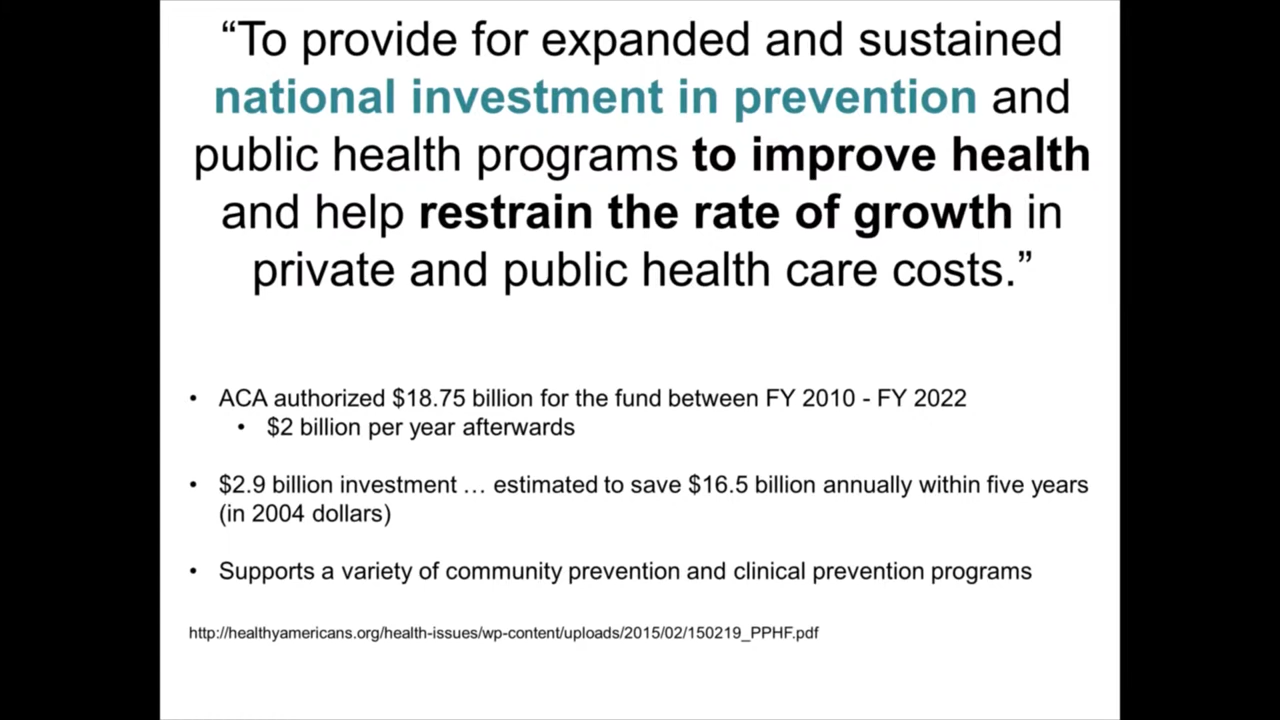 “To provide for expanded and sustained
national investment in prevention and
public health programs to improve health
and help restrain the rate of growth in
private and public health care costs.”
• ACA authorized $18.75 billion for the fund between FY 2010 - FY 2022
• $2 billion per year afterwards
• $2.9 billion investment … estimated to save $16.5 billion annually within five years
(in 2004 dollars)
• Supports a variety of community prevention and clinical prevention programs
http://healthyamericans.org/health-issues/wp-content/uploads/2015/02/150219_PPHF.pdf